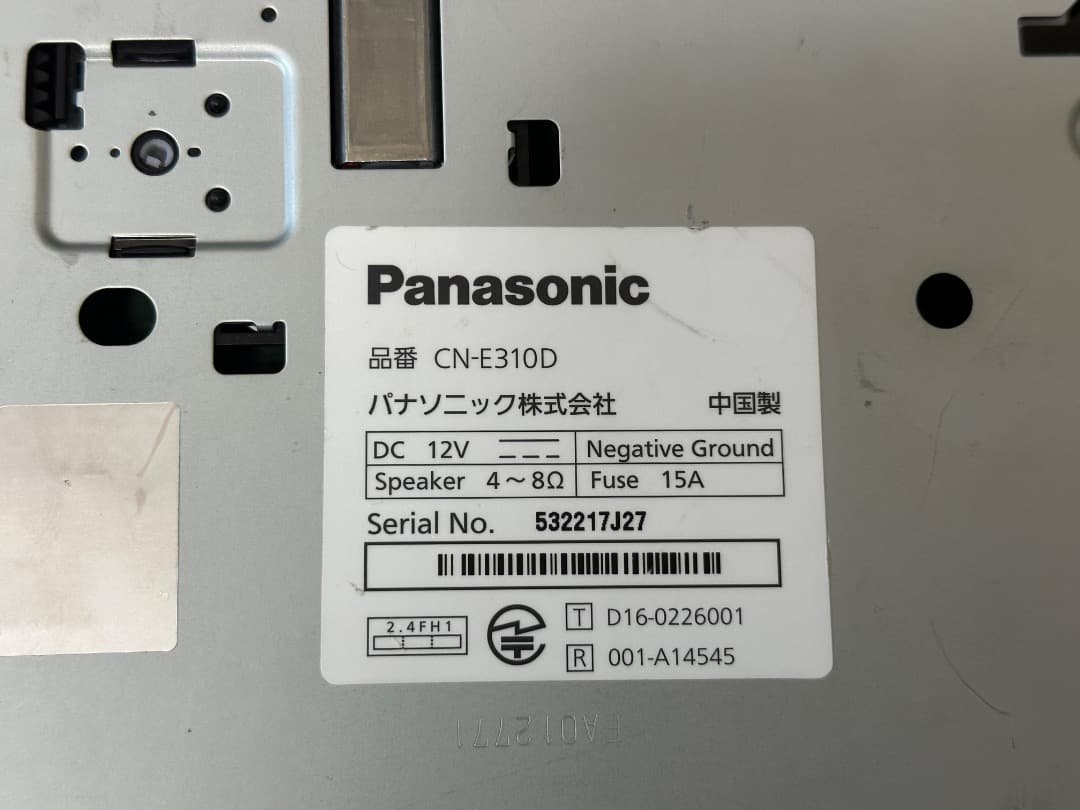 Panasonic
品番 CN-E310D
パナソニック株式会社 中国製
DC 12V Negative Ground
Speaker 4～8Ω Fuse 15A
Serial No. 532217J27
2.4FH1
T D16-0226001
R 001-A14545
FA012771